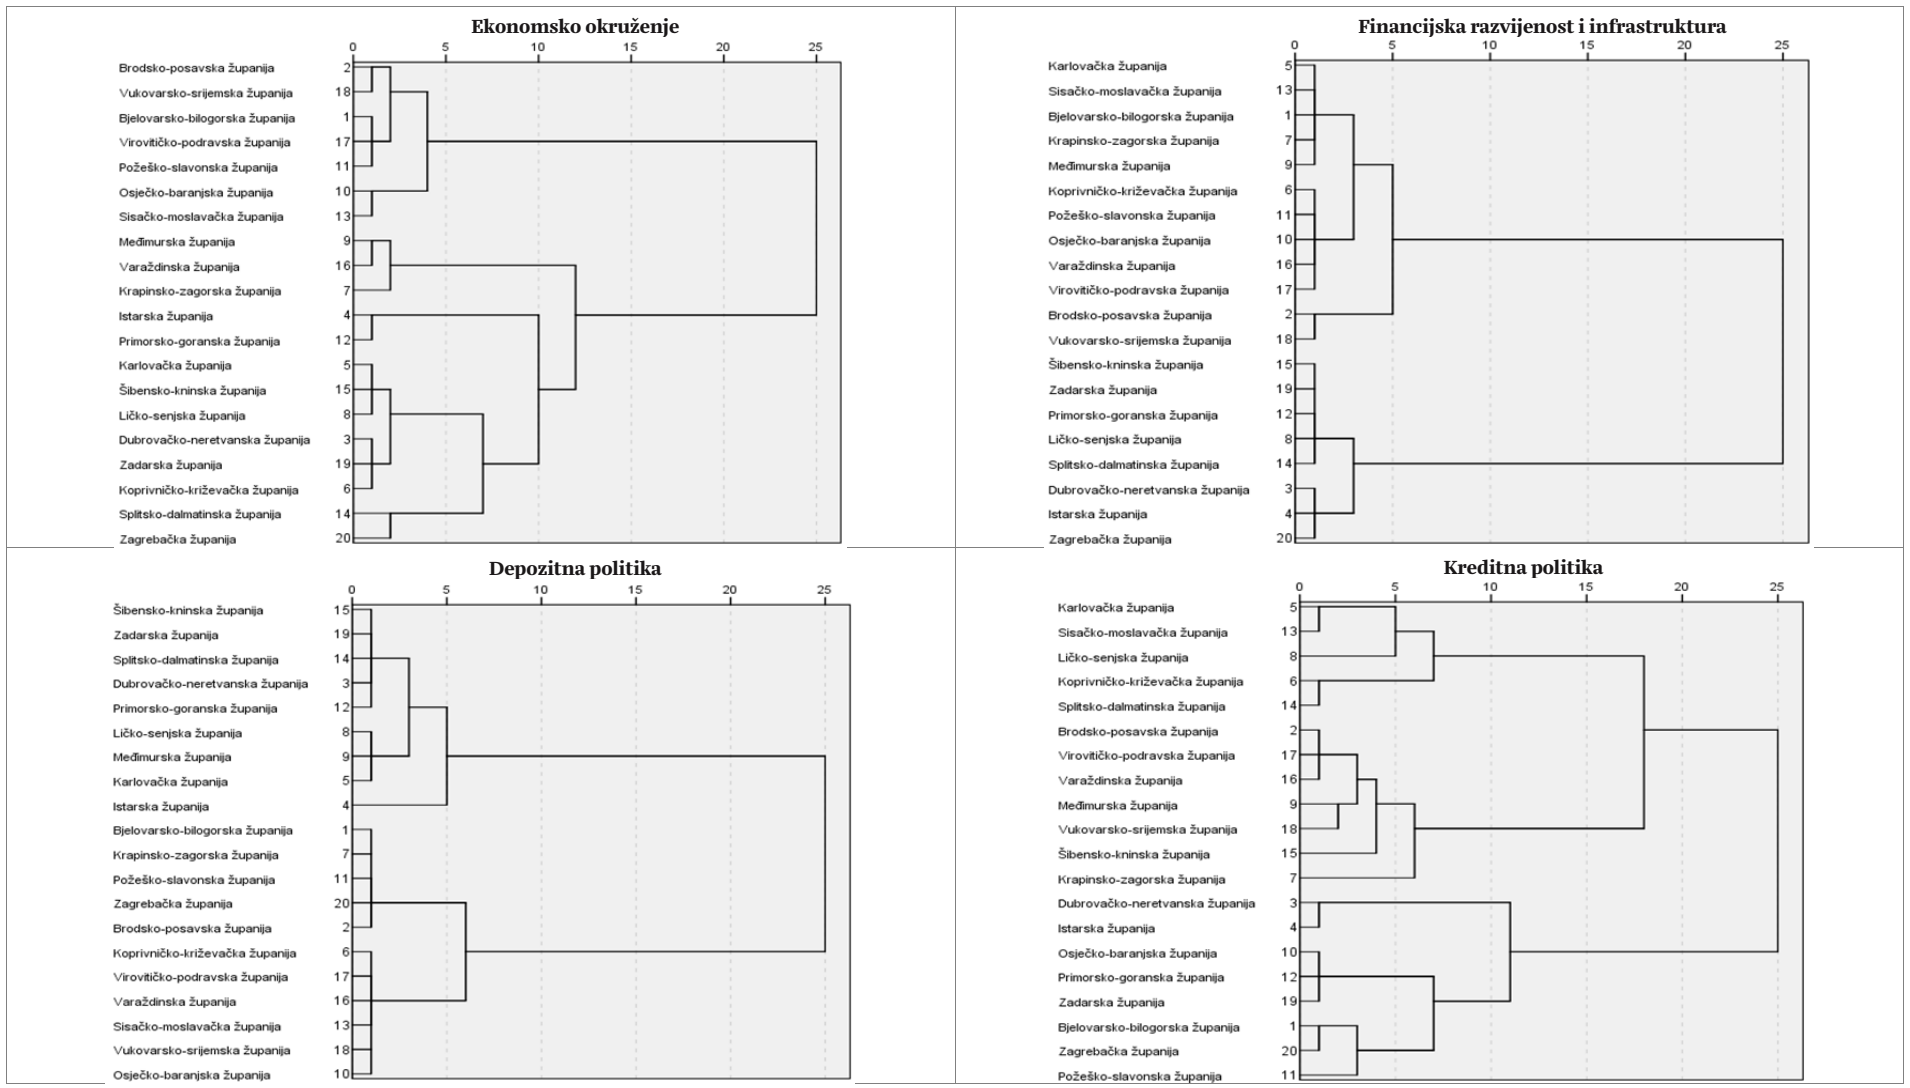 Ekonomsko okruženje
0 5 10 15 20 25
Brodsko-posavska županija 2
Vukovarsko-srijemska županija 18
Bjelovarsko-bilogorska županija 1
Virovitičko-podravska županija 17
Požeško-slavonska županija 11
Osječko-baranjska županija 10
Sisačko-moslavačka županija 13
Međimurska županija 9
Varaždinska županija 16
Krapinsko-zagorska županija 7
Istarska županija 4
Primorsko-goranska županija 12
Karlovačka županija 5
Šibensko-kninska županija 15
Ličko-senjska županija 8
Dubrovačko-neretvanska županija 3
Zadarska županija 19
Koprivničko-križevačka županija 6
Splitsko-dalmatinska županija 14
Zagrebačka županija 20
Financijska razvijenost i infrastruktura
0 5 10 15 20 25
Karlovačka županija 5
Sisačko-moslavačka županija 13
Bjelovarsko-bilogorska županija 1
Krapinsko-zagorska županija 7
Međimurska županija 9
Koprivničko-križevačka županija 6
Požeško-slavonska županija 11
Osječko-baranjska županija 10
Varaždinska županija 16
Virovitičko-podravska županija 17
Brodsko-posavska županija 2
Vukovarsko-srijemska županija 18
Šibensko-kninska županija 15
Zadarska županija 19
Primorsko-goranska županija 12
Ličko-senjska županija 8
Splitsko-dalmatinska županija 14
Dubrovačko-neretvanska županija 3
Istarska županija 4
Zagrebačka županija 20
Depozitna politika
0 5 10 15 20 25
Šibensko-kninska županija 15
Zadarska županija 19
Splitsko-dalmatinska županija 14
Dubrovačko-neretvanska županija 3
Primorsko-goranska županija 12
Ličko-senjska županija 8
Međimurska županija 9
Karlovačka županija 5
Istarska županija 4
Bjelovarsko-bilogorska županija 1
Krapinsko-zagorska županija 7
Požeško-slavonska županija 11
Zagrebačka županija 20
Brodsko-posavska županija 2
Koprivničko-križevačka županija 6
Virovitičko-podravska županija 17
Varaždinska županija 16
Sisačko-moslavačka županija 13
Vukovarsko-srijemska županija 18
Osječko-baranjska županija 10
Kreditna politika
0 5 10 15 20 25
Karlovačka županija 5
Sisačko-moslavačka županija 13
Ličko-senjska županija 8
Koprivničko-križevačka županija 6
Splitsko-dalmatinska županija 14
Brodsko-posavska županija 2
Virovitičko-podravska županija 17
Varaždinska županija 16
Međimurska županija 9
Vukovarsko-srijemska županija 18
Šibensko-kninska županija 15
Krapinsko-zagorska županija 7
Dubrovačko-neretvanska županija 3
Istarska županija 4
Osječko-baranjska županija 10
Primorsko-goranska županija 12
Zadarska županija 19
Bjelovarsko-bilogorska županija 1
Zagrebačka županija 20
Požeško-slavonska županija 11